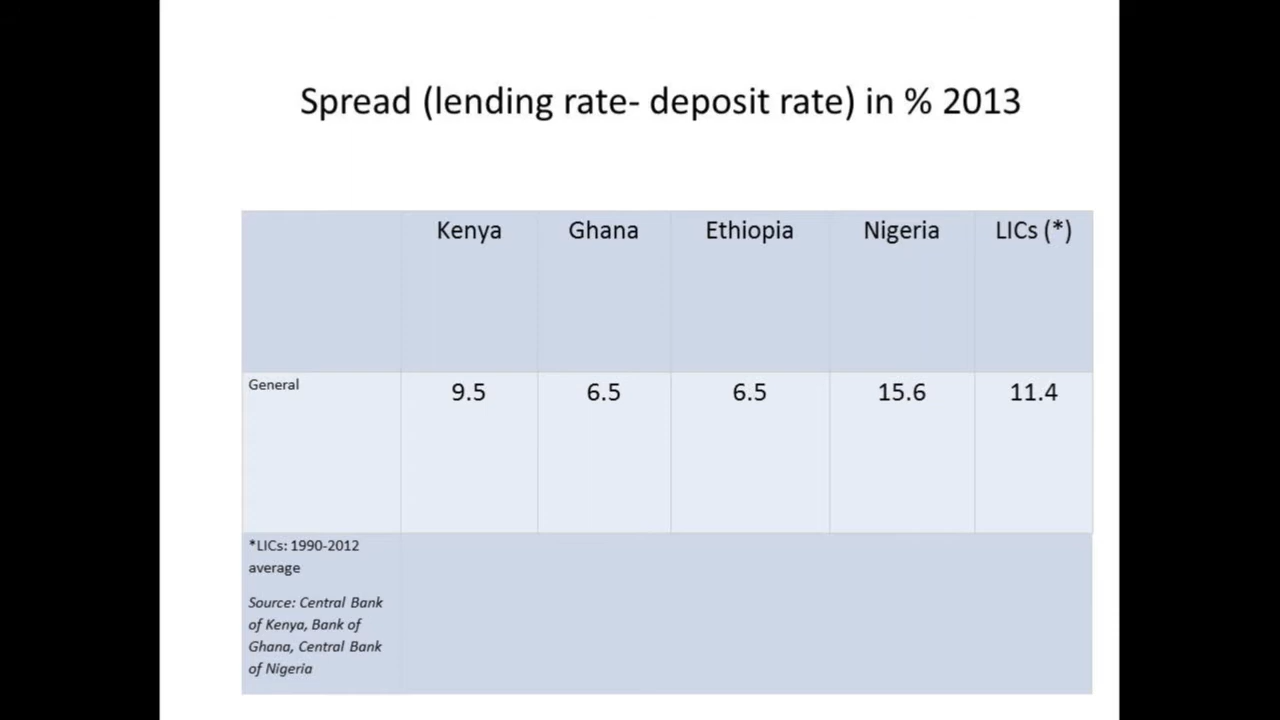 Spread (lending rate- deposit rate) in % 2013
Kenya Ghana Ethiopia Nigeria LICs (*)
General 9.5 6.5 6.5 15.6 11.4
*LICs: 1990-2012
average
Source: Central Bank
of Kenya, Bank of
Ghana, Central Bank
of Nigeria